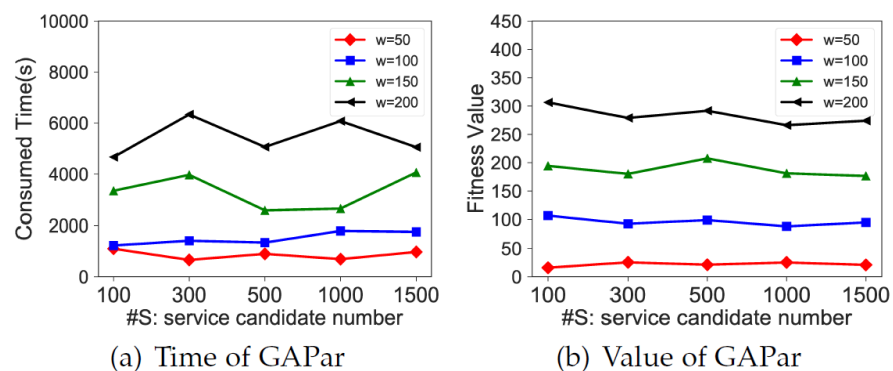 10000
8000
6000
4000
2000
0
Consumed Time(s)
w=50
w=100
w=150
w=200
100 300 500 1000 1500
#S: service candidate number
(a) Time of GAPar
450
400
350
300
250
200
150
100
50
0
Fitness Value
w=50
w=100
w=150
w=200
100 300 500 1000 1500
#S: service candidate number
(b) Value of GAPar